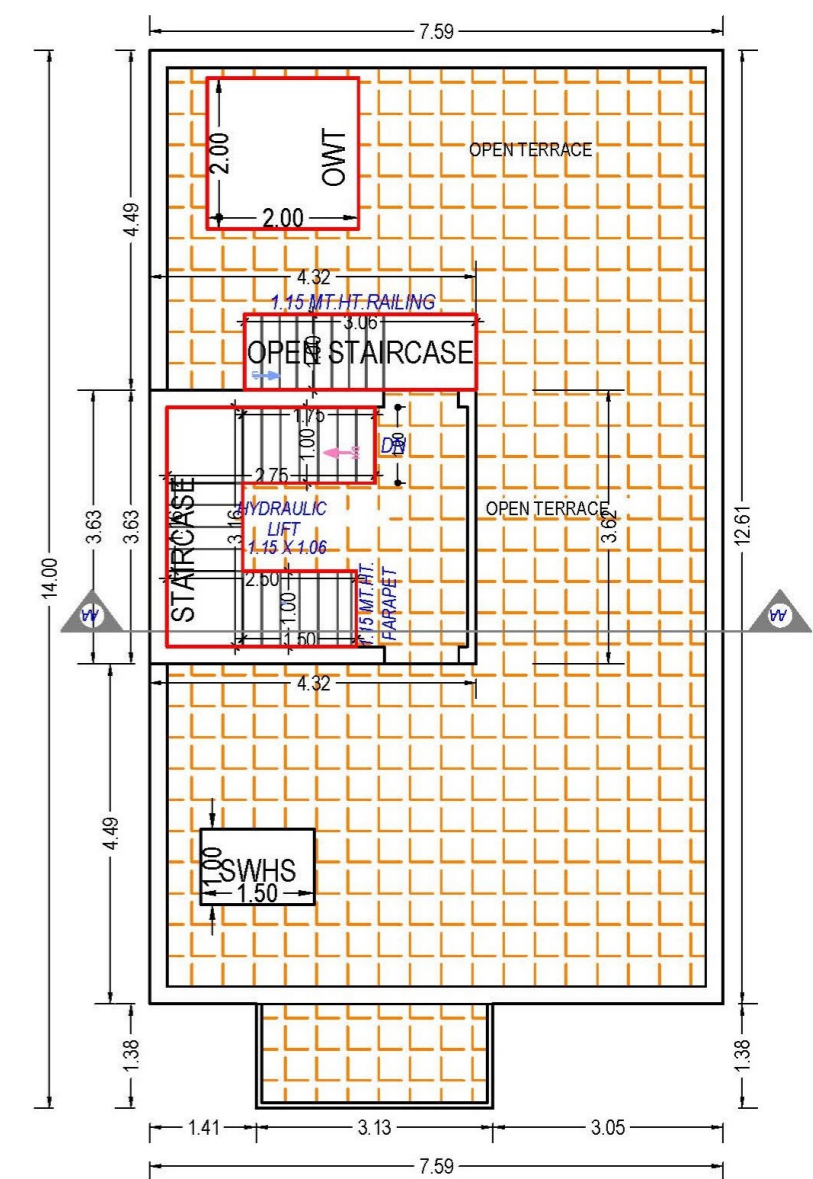 7.59
2.00
OWT
2.00
OPEN TERRACE
4.49
4.32
1.15 MT.HT.RAILING
3.06
OPEN STAIRCASE
1.00
1.75
1.00
DN
2.75
3.63
3.63
STAIRCASE
3.16
HYDRAULIC
LIFT
1.15 X 1.06
OPEN TERRACE
3.62
12.61
14.00
2.50
1.00
1.50
1.15 MT.HT.
PARAPET
AA
AA
4.32
4.49
1.00
SWHS
1.50
1.38
1.38
1.41
3.13
3.05
7.59